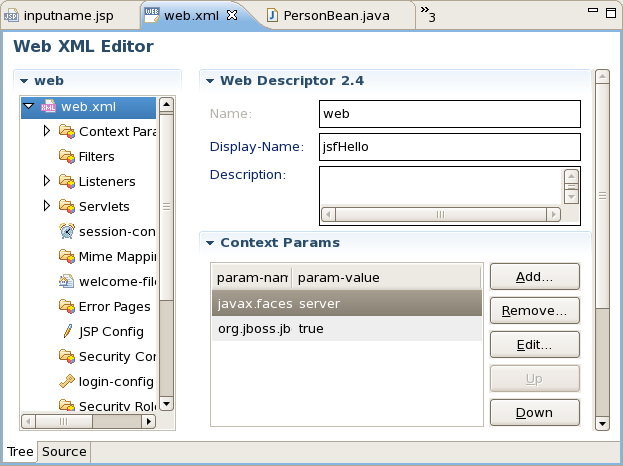 inputname.jsp
web.xml
PersonBean.java
»3
Web XML Editor
web
web.xml
Context Para
Filters
Listeners
Servlets
session-con
Mime Mappin
welcome-file
Error Pages
JSP Config
Security Con
login-config
Security Role
Web Descriptor 2.4
Name: web
Display-Name: jsfHello
Description:
Context Params
param-nam param-value
javax.faces server
org.jboss.jb true
Add...
Remove...
Edit...
Up
Down
Tree Source